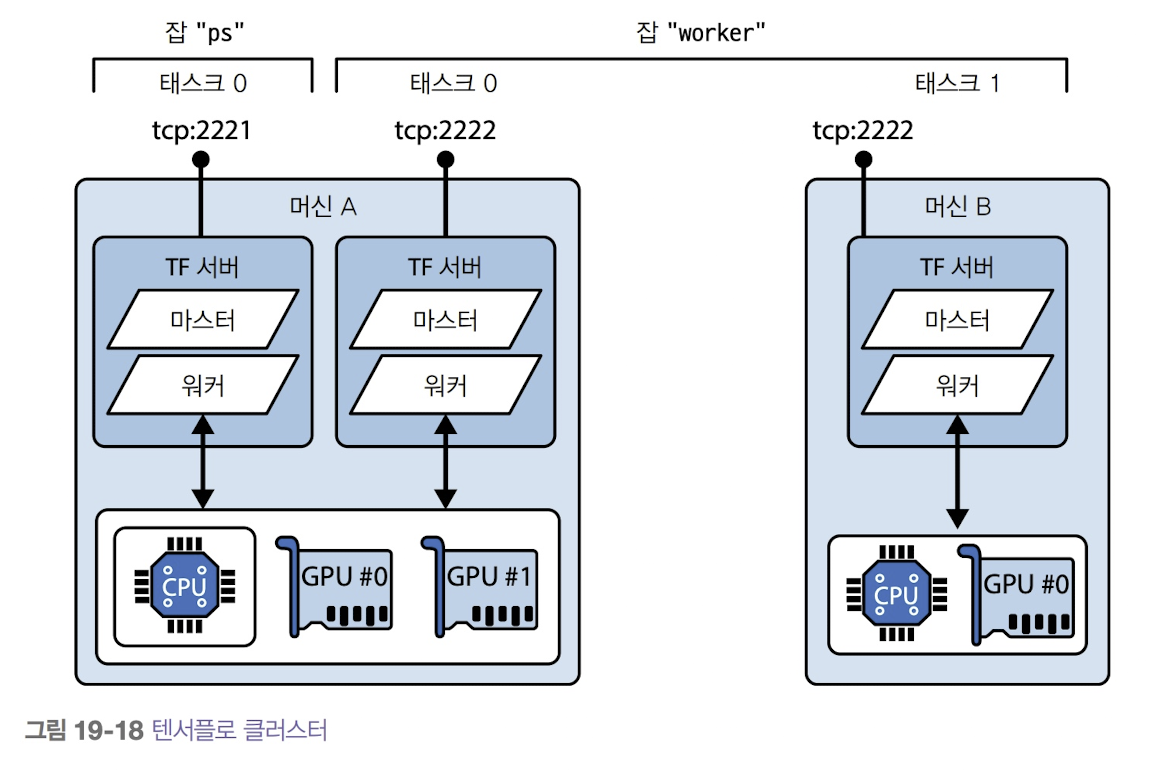 잡 "ps"
잡 "worker"
태스크 0
태스크 0
태스크 1
tcp:2221
tcp:2222
tcp:2222
머신 A
머신 B
TF 서버
마스터
워커
TF 서버
마스터
워커
TF 서버
마스터
워커
CPU
GPU #0
GPU #1
CPU
GPU #0
그림 19-18 텐서플로 클러스터